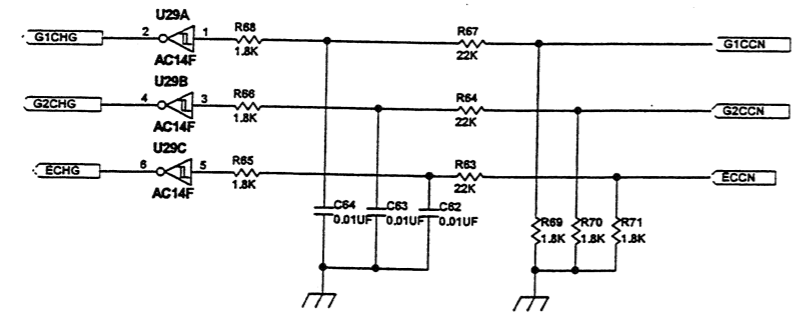 U29A
G1CHG 2 1 R68 R67 G1CCN
AC14F 1.8K 22K
U29B
G2CHG 4 3 R66 R64 G2CCN
AC14F 1.8K 22K
U29C
ECHG 6 5 R65 R63 ECCN
AC14F 1.8K 22K
C64 C63 C62
0.01UF 0.01UF 0.01UF
R69 R70 R71
1.8K 1.8K 1.8K